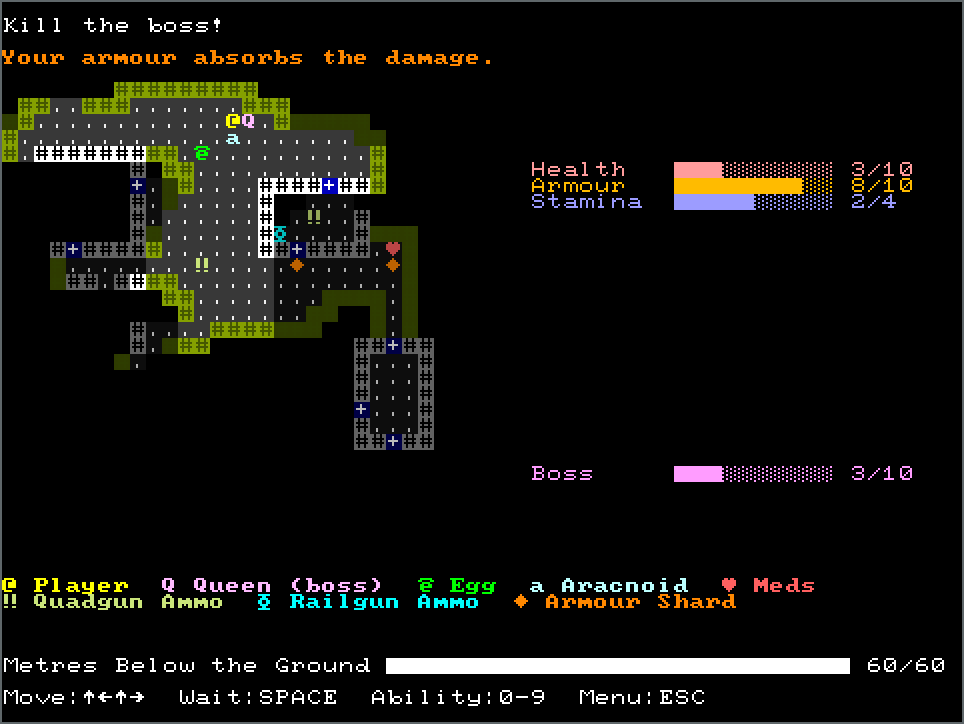 Kill the boss!
Your armour absorbs the damage.
Health 3/10
Armour 8/10
Stamina 2/4
Boss 3/10
@ Player Q Queen (boss) Egg a Aracnoid ♥ Meds
‼ Quadgun Ammo Railgun Ammo ♦ Armour Shard
Metres Below the Ground 60/60
Move:↑←↑→ Wait:SPACE Ability:0-9 Menu:ESC